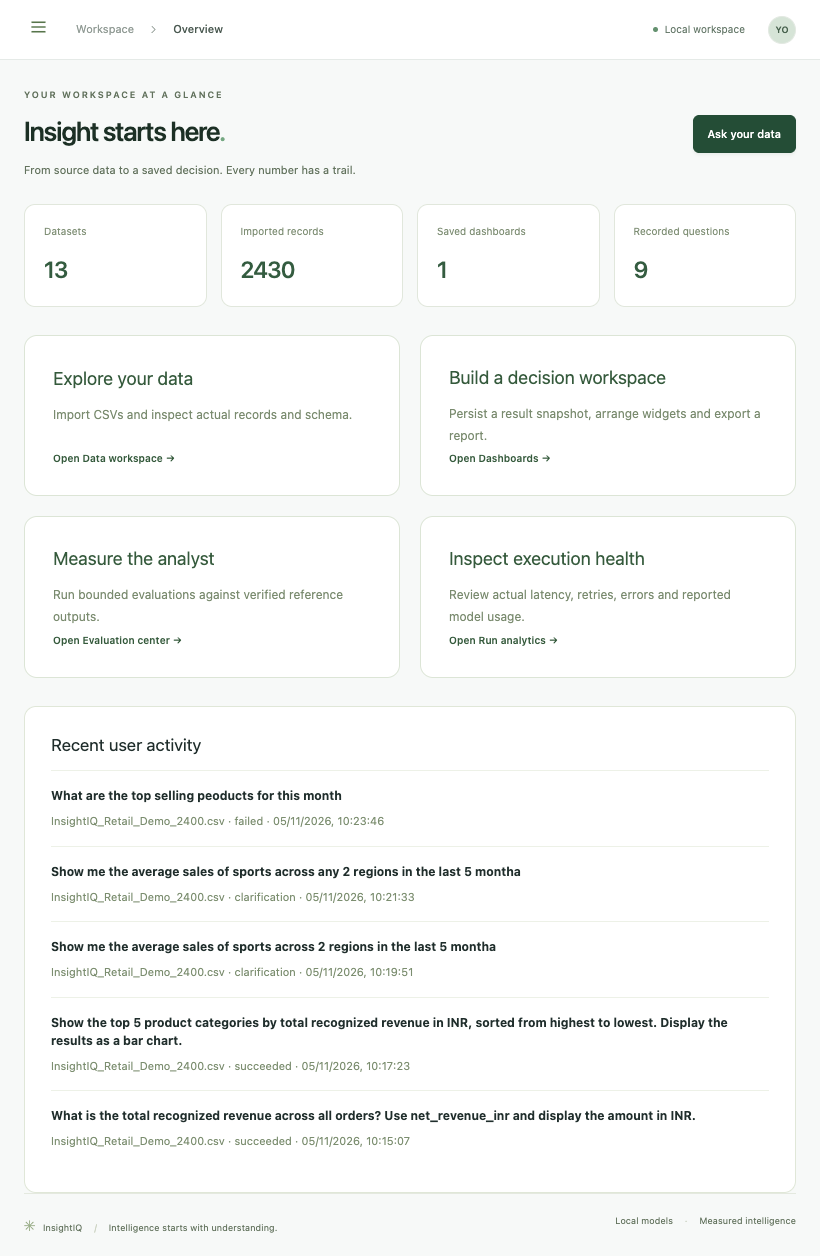 Workspace > Overview
Local workspace
YO
YOUR WORKSPACE AT A GLANCE
Insight starts here.
Ask your data
From source data to a saved decision. Every number has a trail.
Datasets
13
Imported records
2430
Saved dashboards
1
Recorded questions
9
Explore your data
Import CSVs and inspect actual records and schema.
Open Data workspace →
Build a decision workspace
Persist a result snapshot, arrange widgets and export a
report.
Open Dashboards →
Measure the analyst
Run bounded evaluations against verified reference
outputs.
Open Evaluation center →
Inspect execution health
Review actual latency, retries, errors and reported
model usage.
Open Run analytics →
Recent user activity
What are the top selling peoducts for this month
InsightIQ_Retail_Demo_2400.csv · failed · 05/11/2026, 10:23:46
Show me the average sales of sports across any 2 regions in the last 5 montha
InsightIQ_Retail_Demo_2400.csv · clarification · 05/11/2026, 10:21:33
Show me the average sales of sports across 2 regions in the last 5 montha
InsightIQ_Retail_Demo_2400.csv · clarification · 05/11/2026, 10:19:51
Show the top 5 product categories by total recognized revenue in INR, sorted from highest to lowest. Display the
results as a bar chart.
InsightIQ_Retail_Demo_2400.csv · succeeded · 05/11/2026, 10:17:23
What is the total recognized revenue across all orders? Use net_revenue_inr and display the amount in INR.
InsightIQ_Retail_Demo_2400.csv · succeeded · 05/11/2026, 10:15:07
InsightIQ / Intelligence starts with understanding.
Local models · Measured intelligence